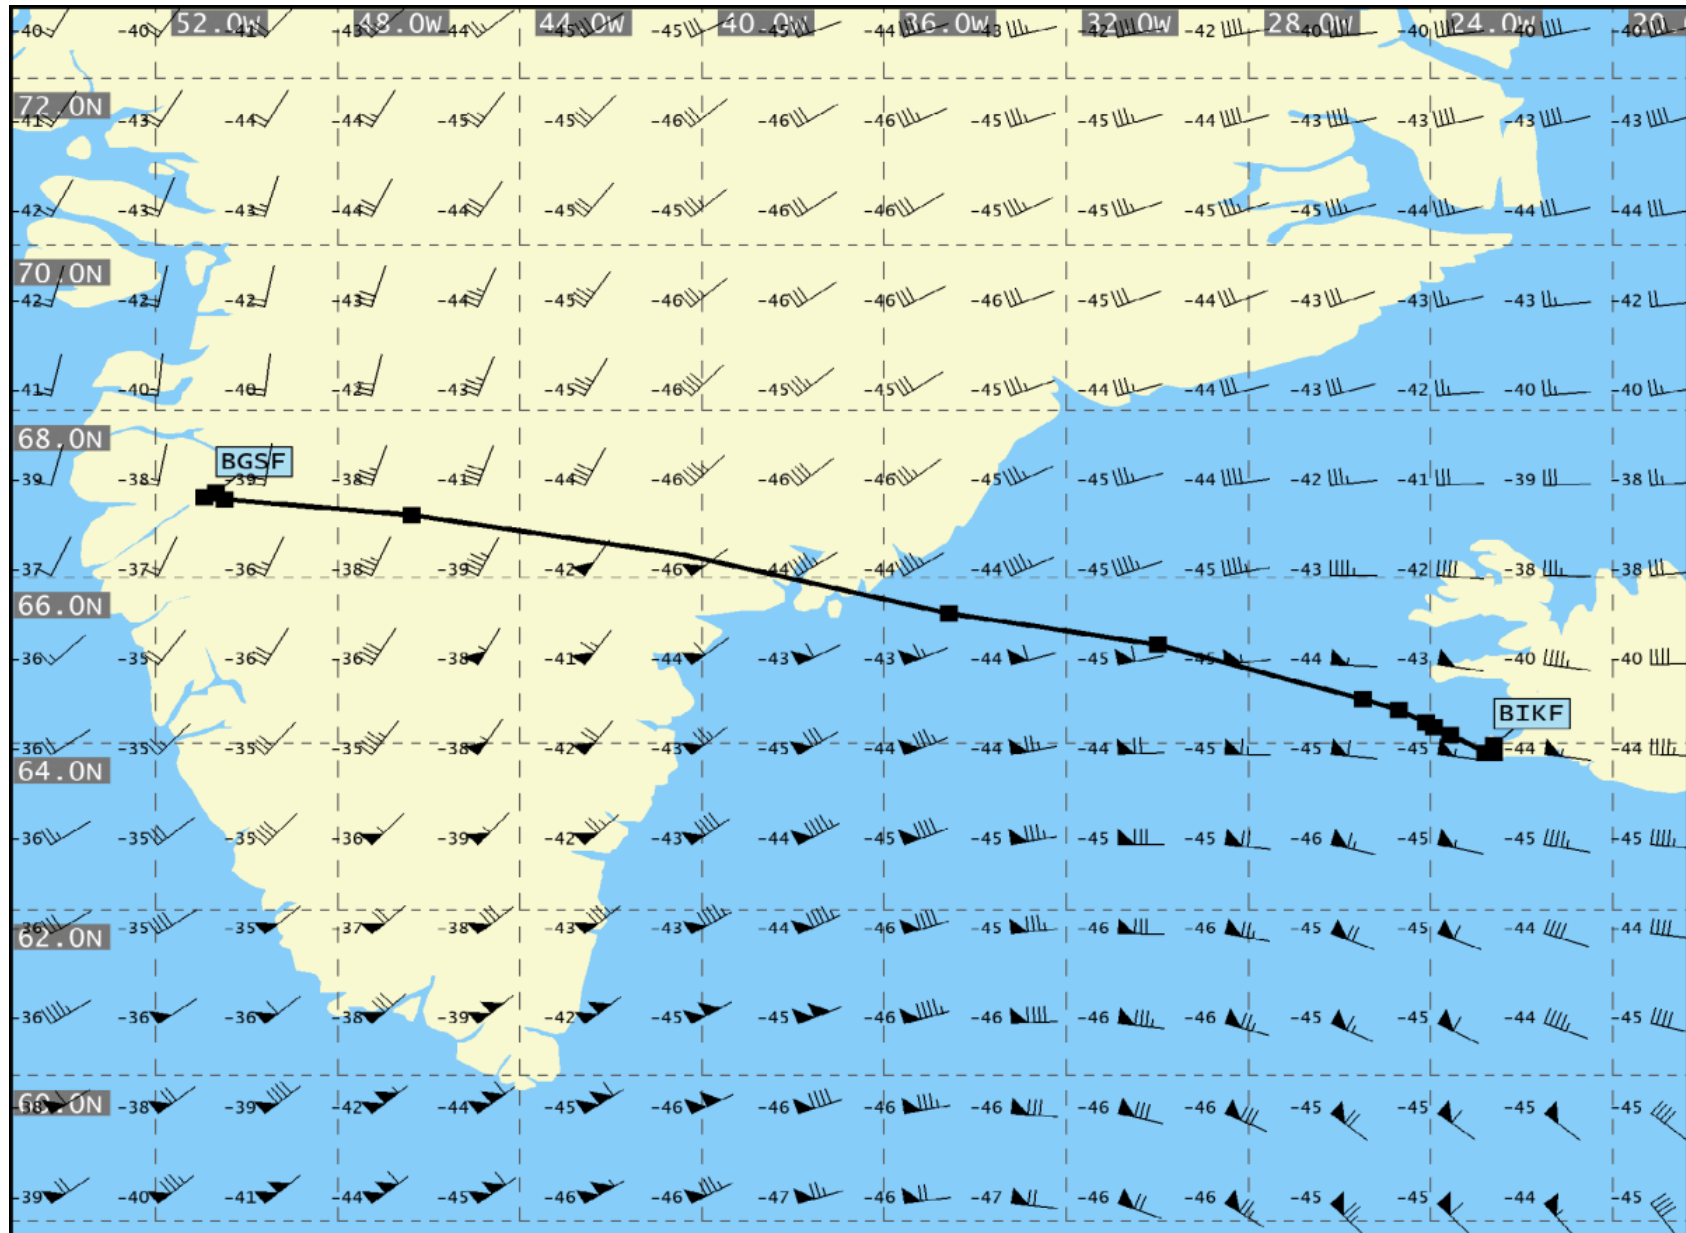 52.0W 48.0W 44.0W 40.0W 36.0W 32.0W 28.0W 24.0W 20.
-40 -40 -41 -43 -44 -45 -45 -45 -44 -43 -42 -42 -40 -40 -40 -40
72.0N
-41 -43 -44 -44 -45 -45 -46 -46 -46 -45 -45 -44 -43 -43 -43 -43
-42 -43 -43 -44 -44 -45 -45 -46 -46 -45 -45 -45 -45 -44 -44 -44
70.0N
-42 -42 -42 -43 -44 -45 -46 -46 -46 -46 -45 -44 -43 -43 -43 -42
-41 -40 -40 -42 -43 -45 -46 -45 -45 -45 -44 -44 -43 -42 -40 -40
68.0N
BGSF
-39 -38 -39 -38 -41 -44 -46 -46 -45 -45 -45 -44 -42 -41 -39 -38
-37 -37 -36 -38 -39 -42 -46 -44 -44 -44 -45 -45 -43 -42 -38 -38
66.0N
-36 -35 -36 -36 -38 -41 -44 -43 -43 -44 -45 -45 -44 -43 -40 -40
BIKF
-36 -35 -35 -35 -38 -42 -43 -45 -44 -44 -44 -45 -45 -45 -44 -44
64.0N
-36 -35 -35 -36 -39 -42 -43 -44 -45 -45 -45 -45 -46 -45 -45 -45
-36 -35 -35 -37 -38 -43 -43 -44 -46 -45 -46 -46 -45 -45 -44 -44
62.0N
-36 -36 -36 -38 -39 -42 -45 -45 -46 -46 -46 -46 -45 -45 -44 -45
60.0N
-38 -38 -39 -42 -44 -45 -46 -46 -46 -46 -46 -46 -45 -45 -45 -45
-39 -40 -41 -44 -45 -46 -46 -47 -46 -47 -46 -46 -45 -45 -44 -45